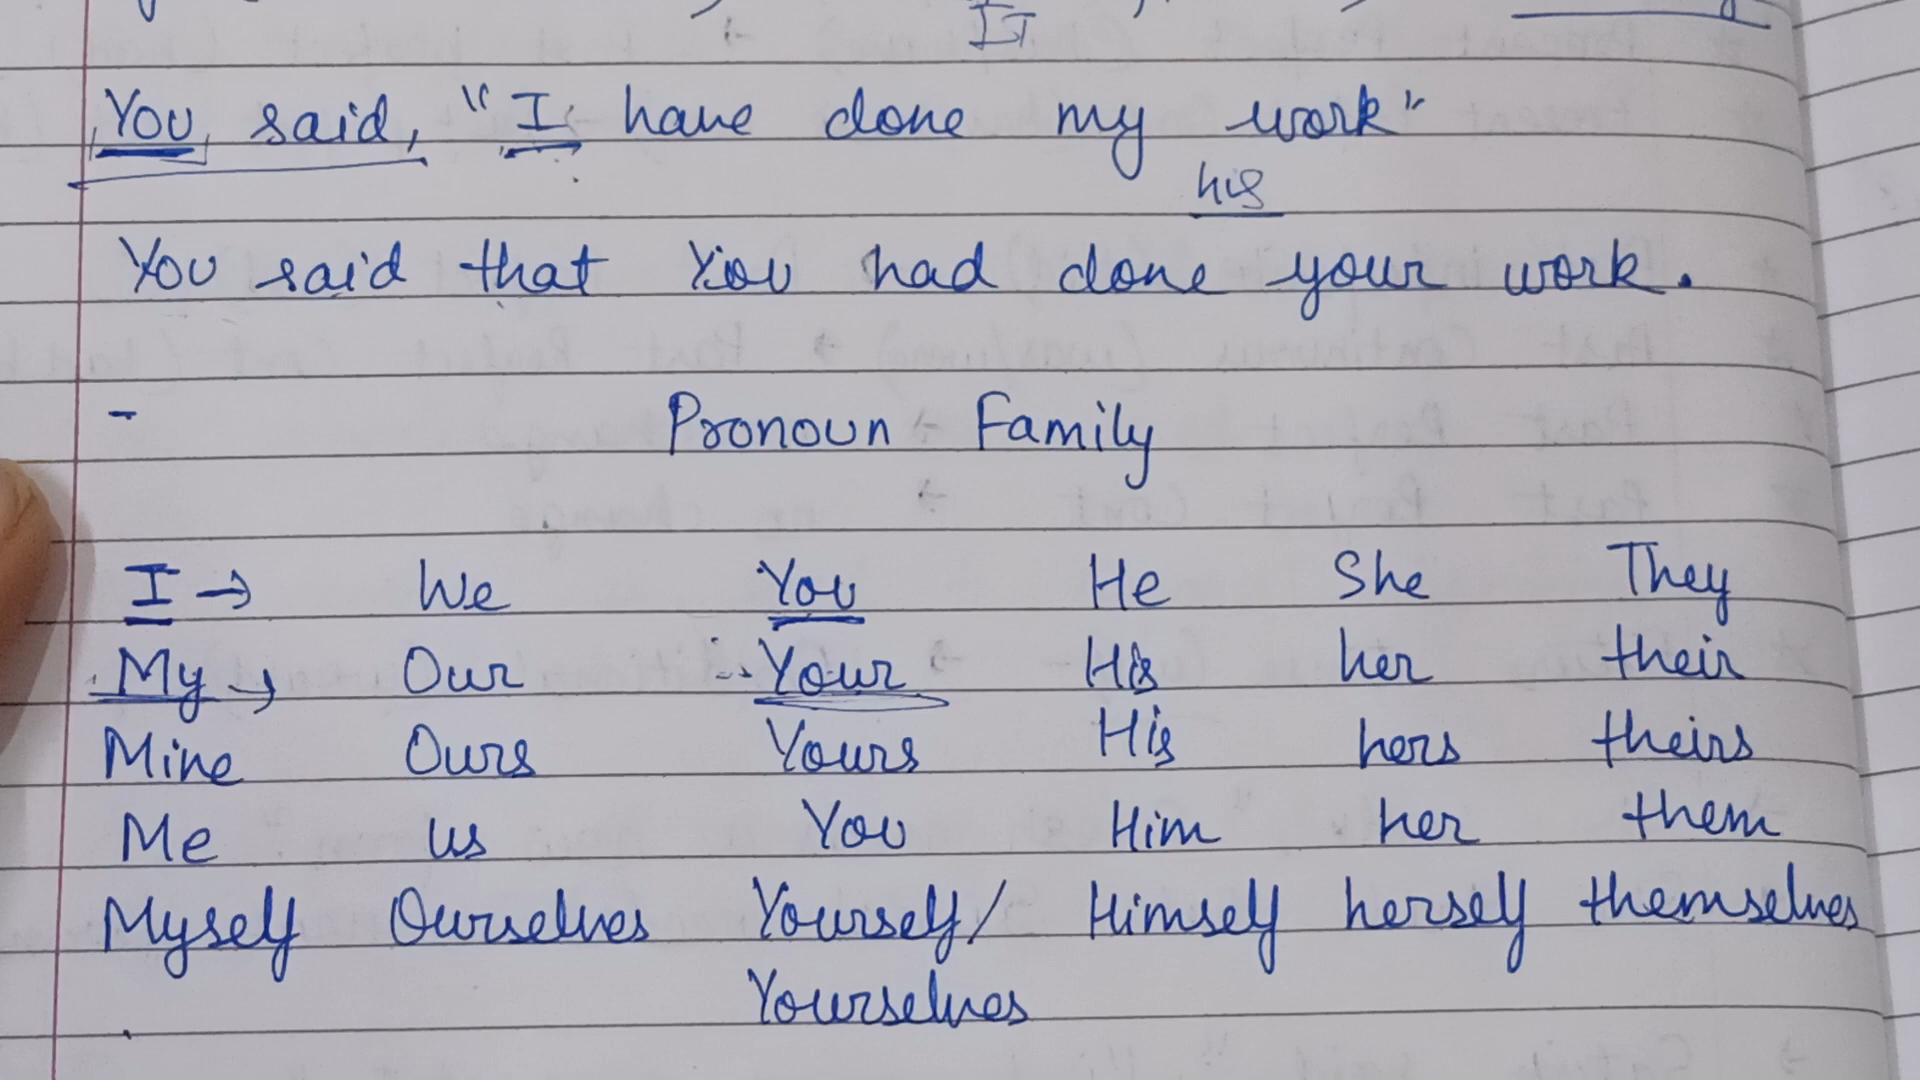 You said, "I have done my work"
his
You said that You had done your work.
- Pronoun Family
I → We You He She They
My → Our Your His her their
Mine Ours Yours His hers theirs
Me Us You Him her them
Myself Ourselves Yourself/ Himself herself themselves
Yourselves